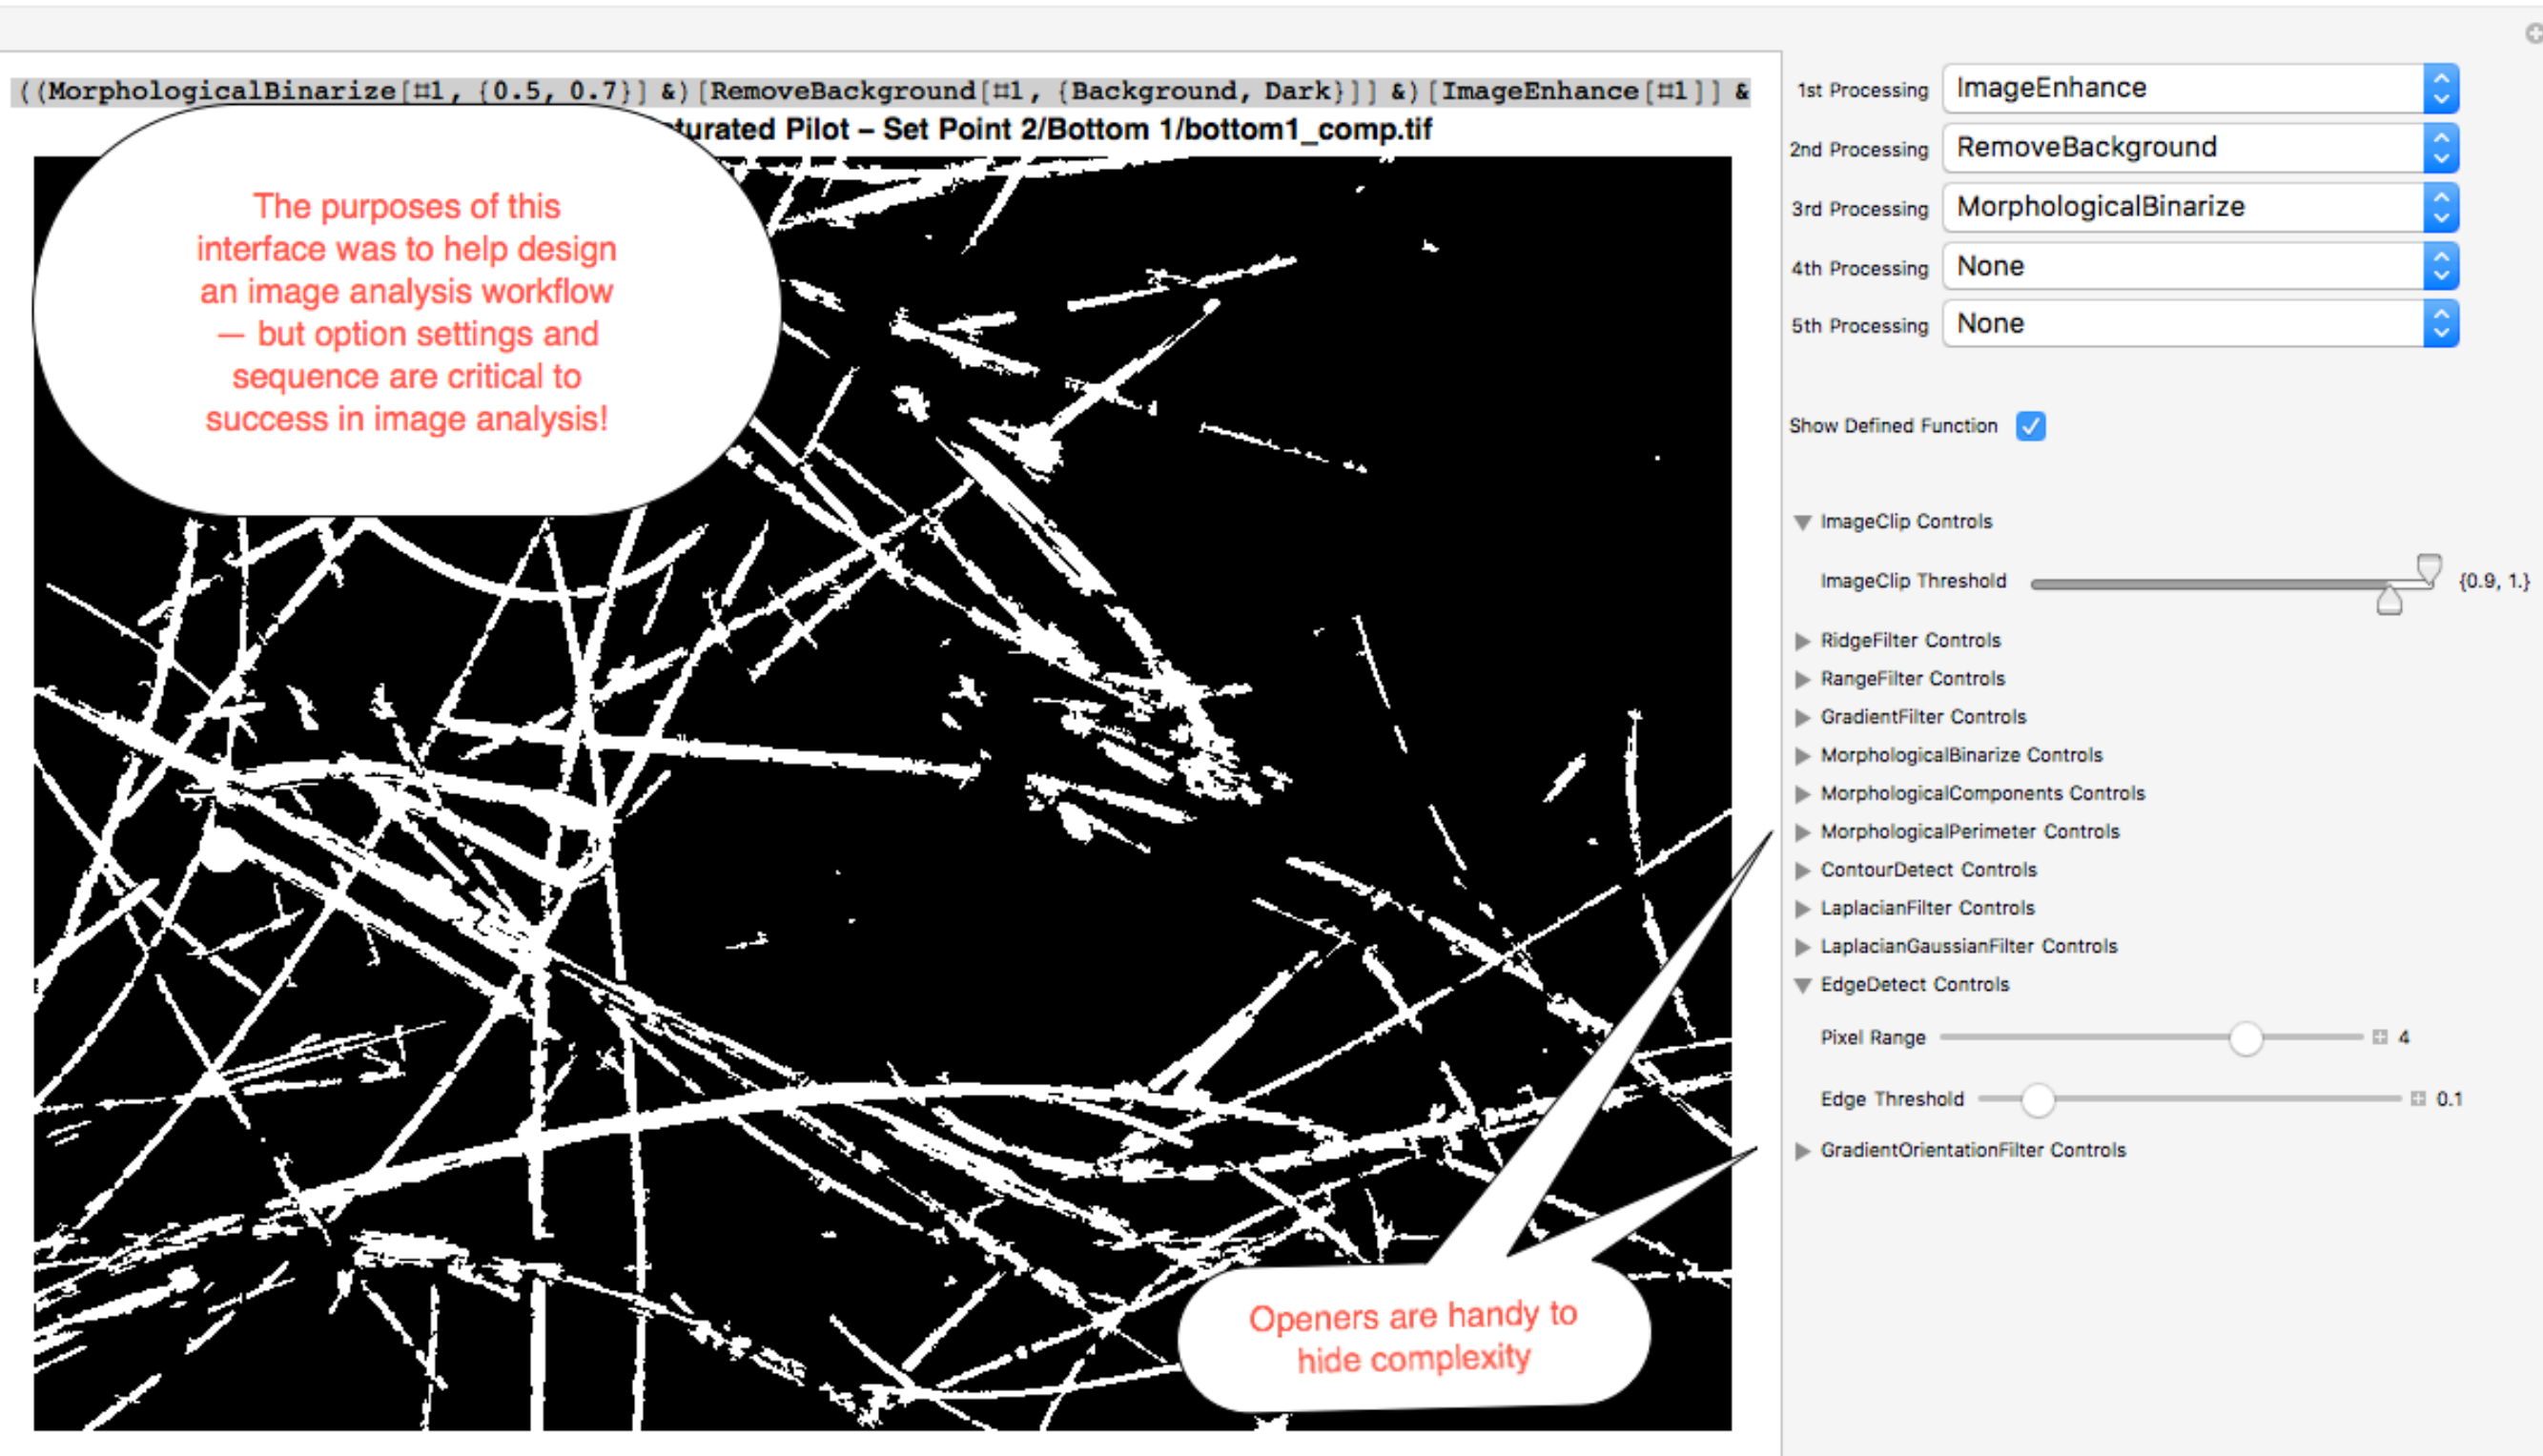 ((MorphologicalBinarize[#1, {0.5, 0.7}] &)[RemoveBackground[#1, {Background, Dark}]] &)[ImageEnhance[#1]] &
turated Pilot – Set Point 2/Bottom 1/bottom1_comp.tif
The purposes of this
interface was to help design
an image analysis workflow
— but option settings and
sequence are critical to
success in image analysis!
Openers are handy to
hide complexity
1st Processing ImageEnhance
2nd Processing RemoveBackground
3rd Processing MorphologicalBinarize
4th Processing None
5th Processing None
Show Defined Function
ImageClip Controls
ImageClip Threshold {0.9, 1.}
RidgeFilter Controls
RangeFilter Controls
GradientFilter Controls
MorphologicalBinarize Controls
MorphologicalComponents Controls
MorphologicalPerimeter Controls
ContourDetect Controls
LaplacianFilter Controls
LaplacianGaussianFilter Controls
EdgeDetect Controls
Pixel Range 4
Edge Threshold 0.1
GradientOrientationFilter Controls